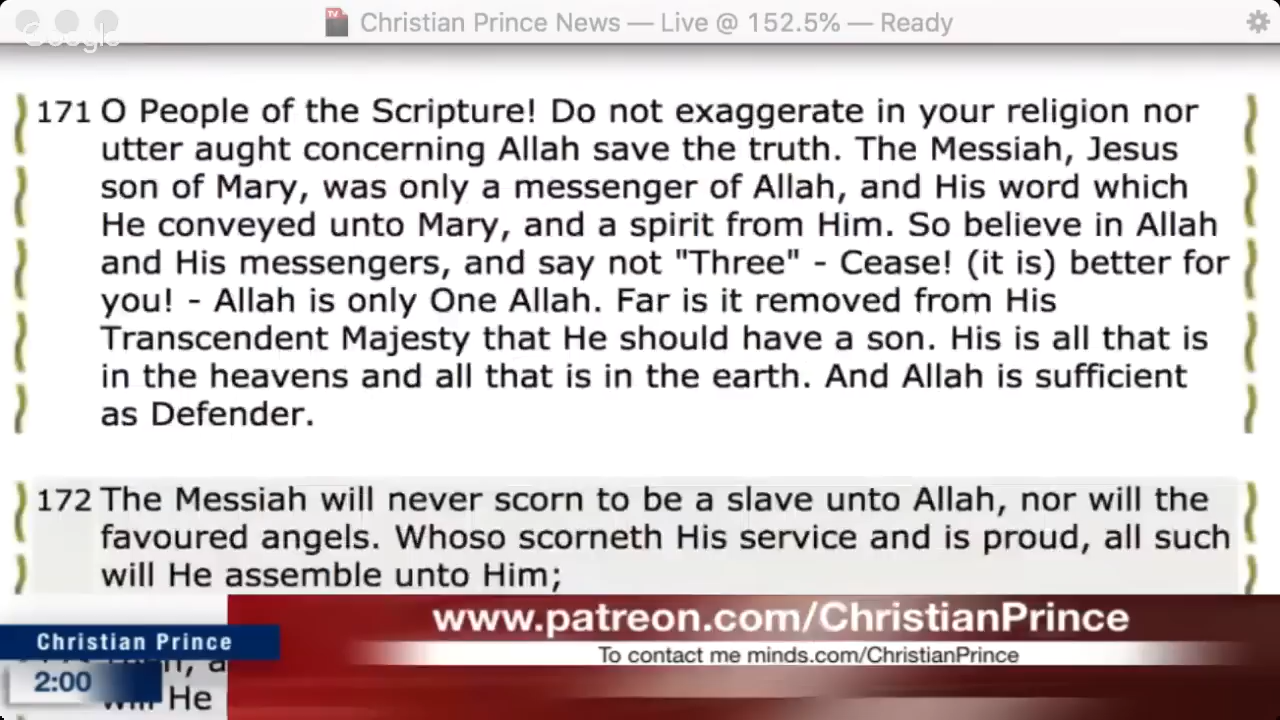 Christian Prince News — Live @ 152.5% — Ready
Google
171 O People of the Scripture! Do not exaggerate in your religion nor
utter aught concerning Allah save the truth. The Messiah, Jesus
son of Mary, was only a messenger of Allah, and His word which
He conveyed unto Mary, and a spirit from Him. So believe in Allah
and His messengers, and say not "Three" - Cease! (it is) better for
you! - Allah is only One Allah. Far is it removed from His
Transcendent Majesty that He should have a son. His is all that is
in the heavens and all that is in the earth. And Allah is sufficient
as Defender.
172 The Messiah will never scorn to be a slave unto Allah, nor will the
favoured angels. Whoso scorneth His service and is proud, all such
will He assemble unto Him;
www.patreon.com/ChristianPrince
Christian Prince
To contact me minds.com/ChristianPrince
2:00
will He